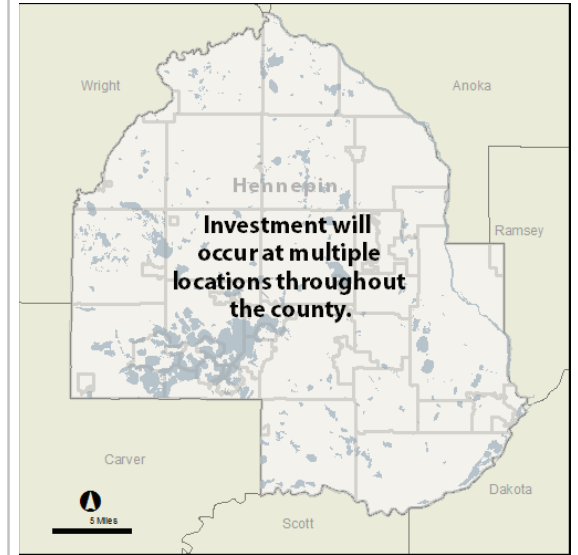 Wright
Anoka
Hennepin
Investment will
occur at multiple
locations throughout
the county.
Ramsey
Carver
Dakota
Scott
5 Miles